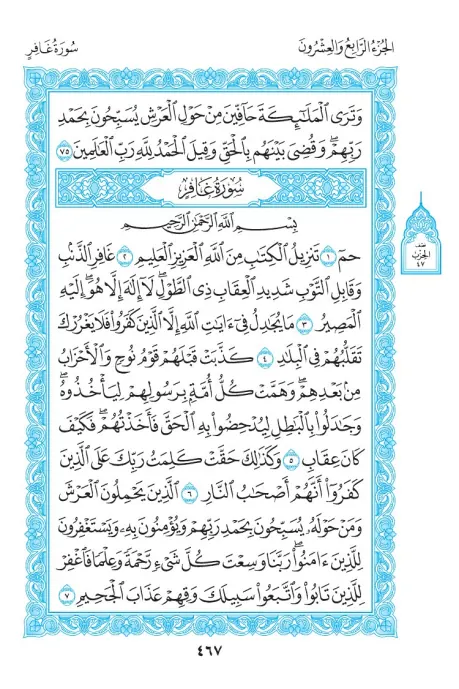 سُورَةُ غَافِرٍ
الجُزْءُ الرَّابِعُ وَالعِشْرُونَ
وَتَرَى ٱلْمَلَـٰٓئِكَةَ حَآفِّينَ مِنْ حَوْلِ ٱلْعَرْشِ يُسَبِّحُونَ بِحَمْدِ
رَبِّهِمْۖ وَقُضِىَ بَيْنَهُم بِٱلْحَقِّ وَقِيلَ ٱلْحَمْدُ لِلَّهِ رَبِّ ٱلْعَـٰلَمِينَ ٧٥
سُورَةُ غَافِرٍ
بِسْمِ ٱللَّهِ ٱلرَّحْمَـٰنِ ٱلرَّحِيمِ
حمٓ ١ تَنزِيلُ ٱلْكِتَـٰبِ مِنَ ٱللَّهِ ٱلْعَزِيزِ ٱلْعَلِيمِ ٢ غَافِرِ ٱلذَّنۢبِ
وَقَابِلِ ٱلتَّوْبِ شَدِيدِ ٱلْعِقَابِ ذِى ٱلطَّوْلِۖ لَآ إِلَـٰهَ إِلَّا هُوَۖ إِلَيْهِ
ٱلْمَصِيرُ ٣ مَا يُجَـٰدِلُ فِىٓ ءَايَـٰتِ ٱللَّهِ إِلَّا ٱلَّذِينَ كَفَرُوا۟ فَلَا يَغْرُرْكَ
تَقَلُّبُهُمْ فِى ٱلْبِلَـٰدِ ٤ كَذَّبَتْ قَبْلَهُمْ قَوْمُ نُوحٍ وَٱلْأَحْزَابُ
مِنۢ بَعْدِهِمْۖ وَهَمَّتْ كُلُّ أُمَّةٍۭ بِرَسُولِهِمْ لِيَأْخُذُوهُۖ
وَجَـٰدَلُوا۟ بِٱلْبَـٰطِلِ لِيُدْحِضُوا۟ بِهِ ٱلْحَقَّ فَأَخَذْتُهُمْۖ فَكَيْفَ
كَانَ عِقَابِ ٥ وَكَذَٰلِكَ حَقَّتْ كَلِمَتُ رَبِّكَ عَلَى ٱلَّذِينَ
كَفَرُوٓا۟ أَنَّهُمْ أَصْحَـٰبُ ٱلنَّارِ ٦ ٱلَّذِينَ يَحْمِلُونَ ٱلْعَرْشَ
وَمَنْ حَوْلَهُۥ يُسَبِّحُونَ بِحَمْدِ رَبِّهِمْ وَيُؤْمِنُونَ بِهِۦ وَيَسْتَغْفِرُونَ
لِلَّذِينَ ءَامَنُوا۟ۖ رَبَّنَا وَسِعْتَ كُلَّ شَىْءٍ رَّحْمَةً وَعِلْمًا فَٱغْفِرْ
لِلَّذِينَ تَابُوا۟ وَٱتَّبَعُوا۟ سَبِيلَكَ وَقِهِمْ عَذَابَ ٱلْجَحِيمِ ٧
الحِزْب
٤٧
٤٦٧